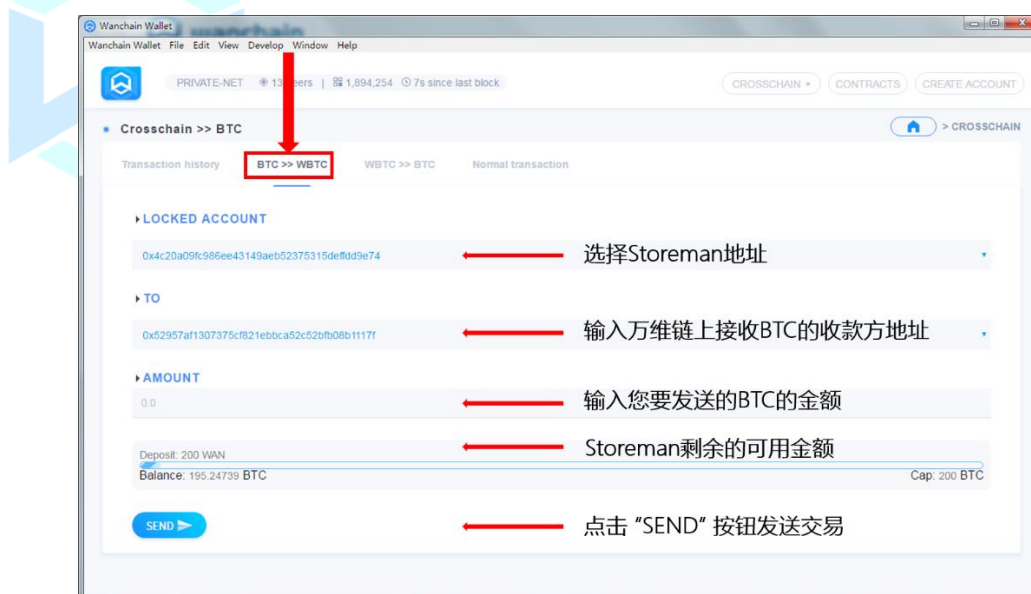 Wanchain Wallet
wanchain
Wanchain Wallet File Edit View Develop Window Help
PRIVATE-NET 13 peers | 1,894,254 7s since last block
CROSSCHAIN CONTRACTS CREATE ACCOUNT
Crosschain >> BTC
> CROSSCHAIN
Transaction history BTC >> WBTC WBTC >> BTC Normal transaction
LOCKED ACCOUNT
0x4c20a09fc986ee43149aeb52375315deffdd9e74
选择Storeman地址
TO
0x52957af1307375cf821ebbca52c52bfb08b1117f
输入万维链上接收BTC的收款方地址
AMOUNT
0.0
输入您要发送的BTC的金额
Storeman剩余的可用金额
Deposit: 200 WAN
Balance: 195.24739 BTC
Cap: 200 BTC
SEND
点击 “SEND” 按钮发送交易